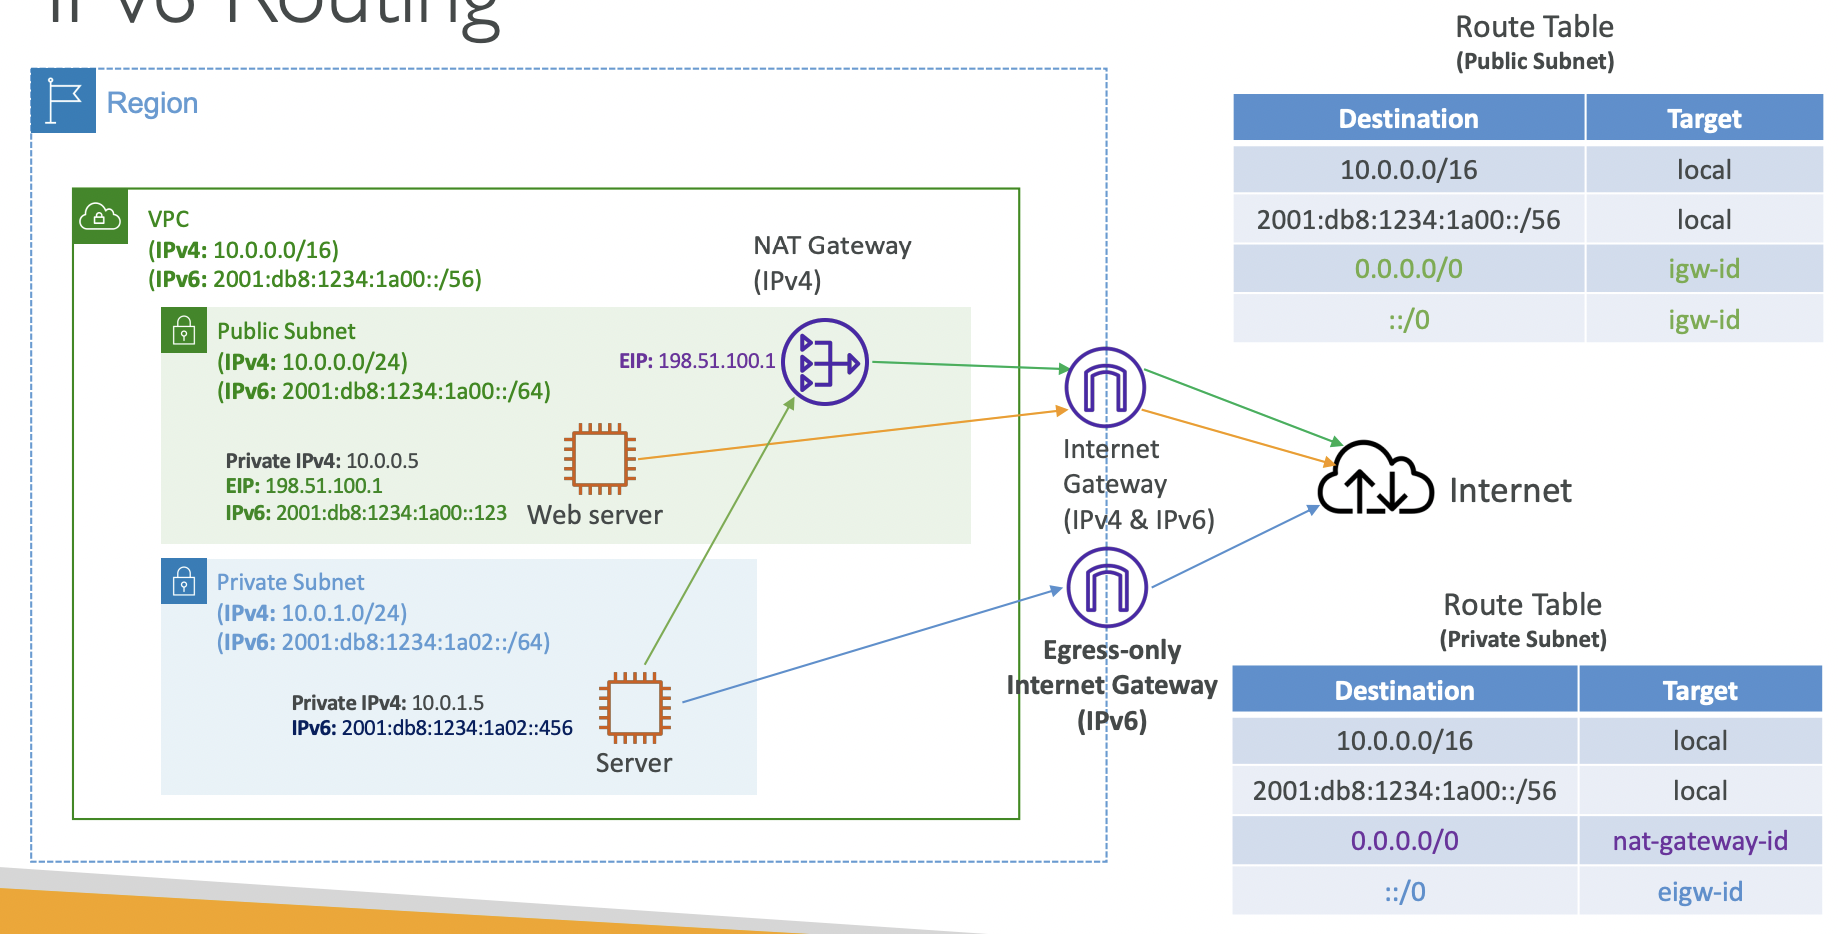 IPv6 Routing
Region
VPC
(IPv4: 10.0.0.0/16)
(IPv6: 2001:db8:1234:1a00::/56)
NAT Gateway
(IPv4)
Public Subnet
(IPv4: 10.0.0.0/24)
(IPv6: 2001:db8:1234:1a00::/64)
EIP: 198.51.100.1
Private IPv4: 10.0.0.5
EIP: 198.51.100.1
IPv6: 2001:db8:1234:1a00::123
Web server
Internet
Gateway
(IPv4 & IPv6)
Internet
Private Subnet
(IPv4: 10.0.1.0/24)
(IPv6: 2001:db8:1234:1a02::/64)
Private IPv4: 10.0.1.5
IPv6: 2001:db8:1234:1a02::456
Server
Egress-only
Internet Gateway
(IPv6)
Route Table
(Public Subnet)
Destination Target
10.0.0.0/16 local
2001:db8:1234:1a00::/56 local
0.0.0.0/0 igw-id
::/0 igw-id
Route Table
(Private Subnet)
Destination Target
10.0.0.0/16 local
2001:db8:1234:1a00::/56 local
0.0.0.0/0 nat-gateway-id
::/0 eigw-id